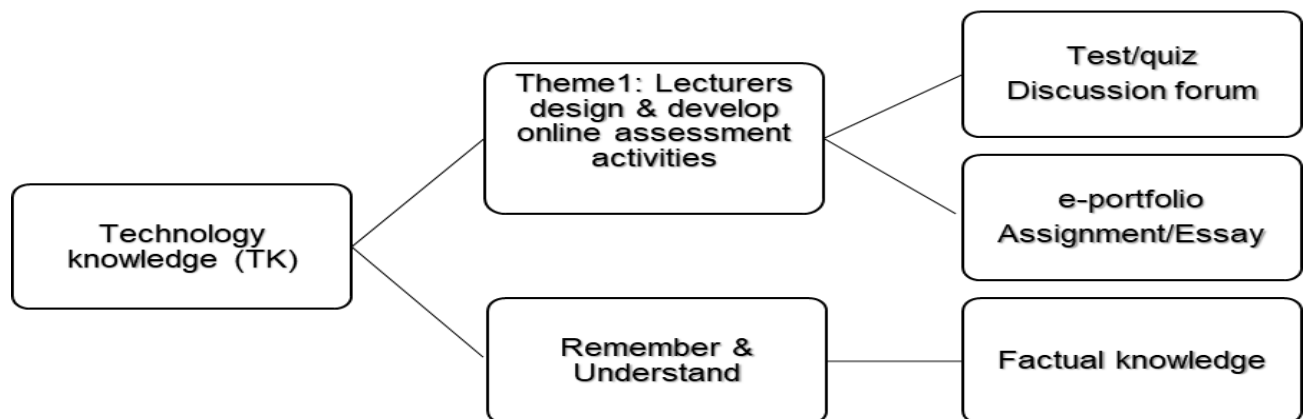 Technology
knowledge (TK)
Theme1: Lecturers
design & develop
online assessment
activities
Test/quiz
Discussion forum
e-portfolio
Assignment/Essay
Remember &
Understand
Factual knowledge